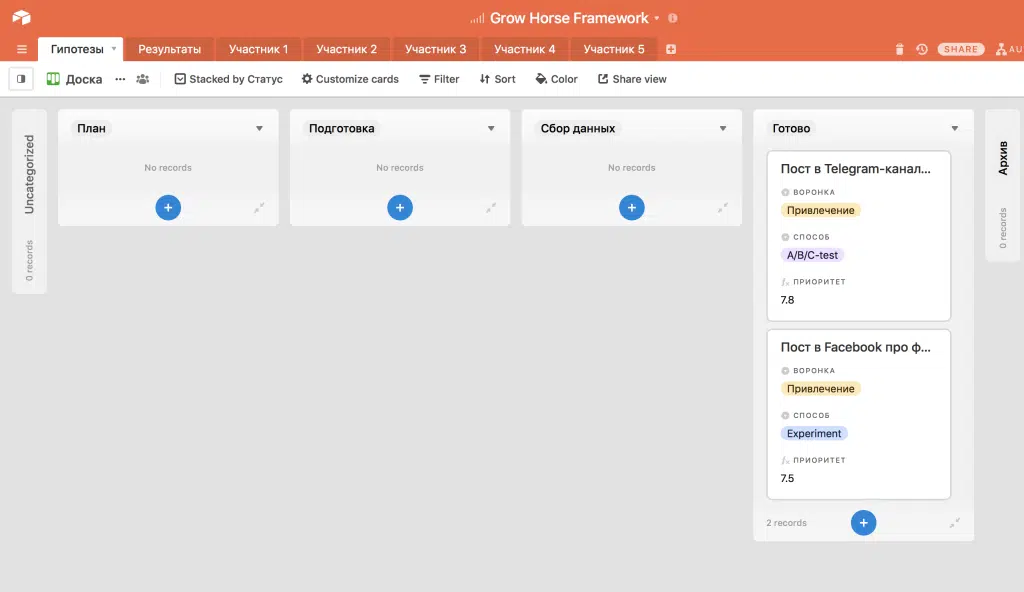 Grow Horse Framework
Гипотезы Результаты Участник 1 Участник 2 Участник 3 Участник 4 Участник 5 SHARE AU
Доска ... Stacked by Статус Customize cards Filter Sort Color Share view
Uncategorized
0 records
План
No records
Подготовка
No records
Сбор данных
No records
Готово
Пост в Telegram-канал...
ВОРОНКА
Привлечение
СПОСОБ
A/B/C-test
ПРИОРИТЕТ
7.8
Пост в Facebook про ф...
ВОРОНКА
Привлечение
СПОСОБ
Experiment
ПРИОРИТЕТ
7.5
2 records
Архив
0 records